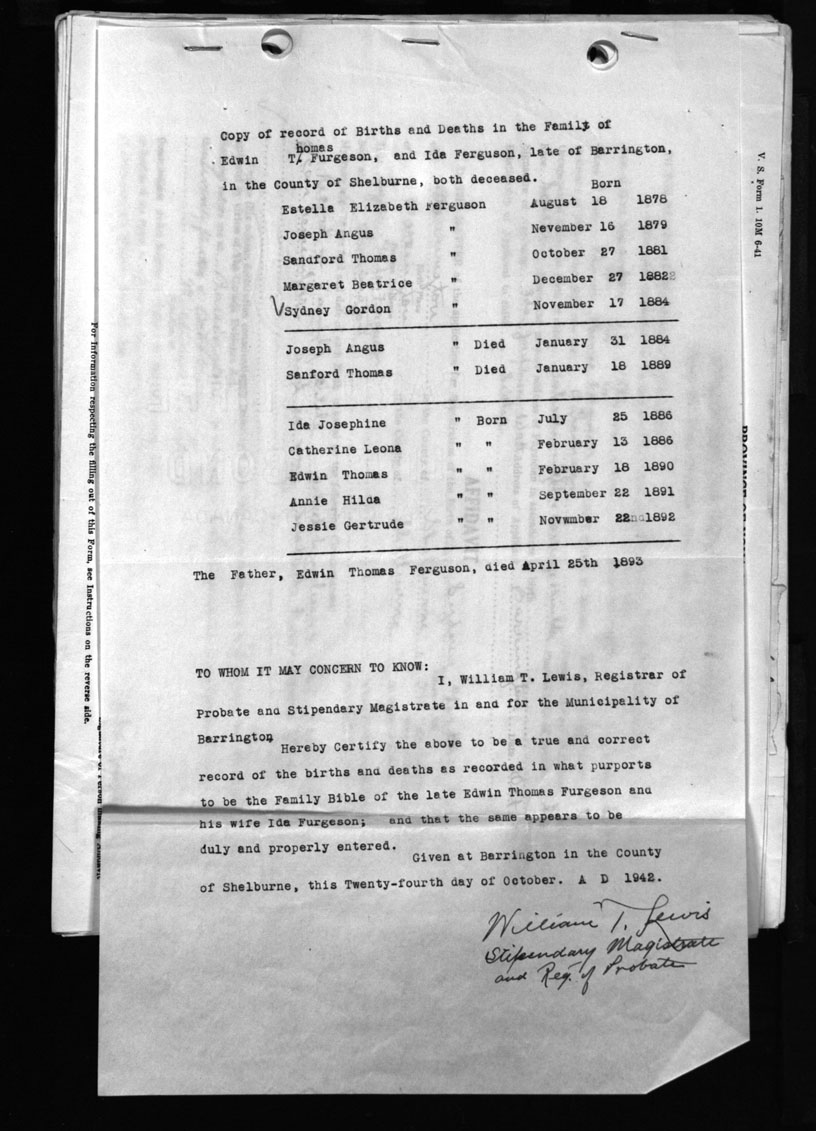 Copy of record of Births and Deaths in the Family of
homas
Edwin T/. Furgeson, and Ida Ferguson, late of Barrington,
in the County of Shelburne, both deceased.
Born
Estella Elizabeth Ferguson August 18 1878
Joseph Angus " Nevember 16 1879
Sandford Thomas " October 27 1881
Margaret Beatrice " December 27 1882
√Sydney Gordon " November 17 1884
Joseph Angus " Died January 31 1884
Sanford Thomas " Died January 18 1889
Ida Josephine " Born July 25 1886
Catherine Leona " " February 13 1886
Edwin Thomas " " February 18 1890
Annie Hilda " " September 22 1891
Jessie Gertrude " " Novwmber 22nd 1892
The Father, Edwin Thomas Ferguson, died April 25th 1893
TO WHOM IT MAY CONCERN TO KNOW:
I, William T. Lewis, Registrar of
Probate and Stipendary Magistrate in and for the Municipality of
Barrington
Hereby Certify the above to be a true and correct
record of the births and deaths as recorded in what purports
to be the Family Bible of the late Edwin Thomas Furgeson and
his wife Ida Furgeson; and that the same appears to be
duly and properly entered.
Given at Barrington in the County
of Shelburne, this Twenty-fourth day of October. A D 1942.
William T. Lewis
Stipendary Magistrate
and Reg. of Probate
V. S. Form 1. 10M 6-41
For information respecting the filling out of this Form, see Instructions on the reverse side.
AFFIDAVIT